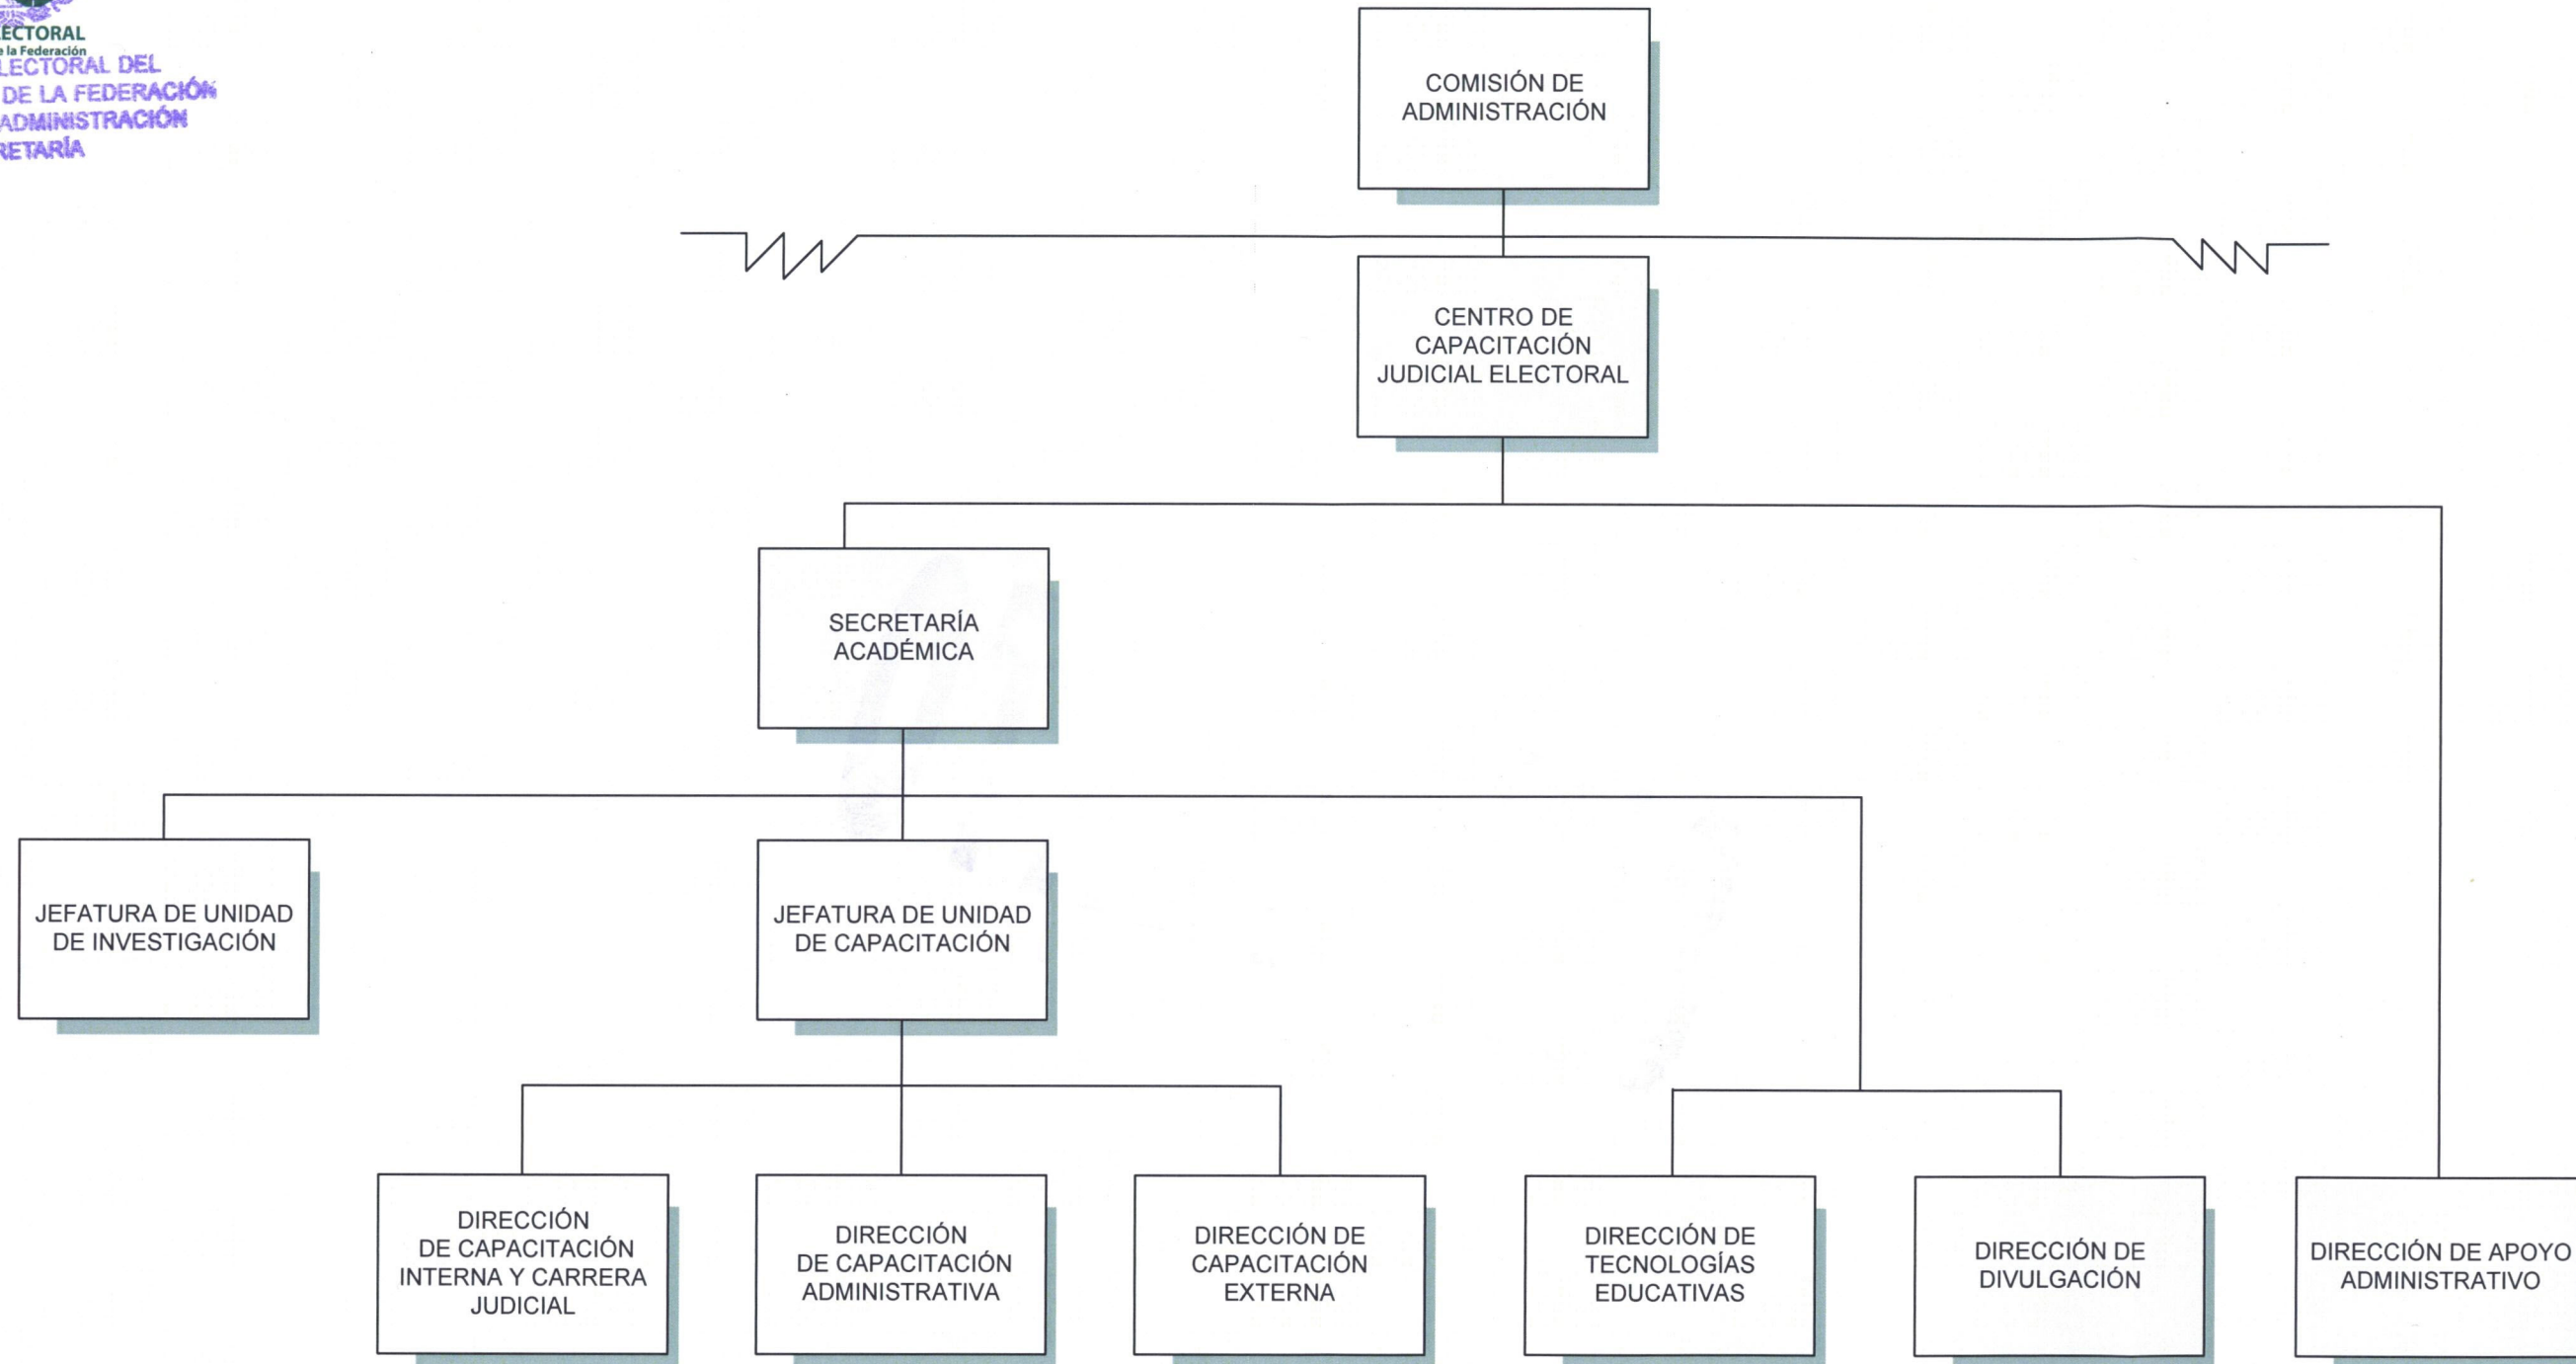 LECTORAL
e la Federación
LECTORAL DEL
DE LA FEDERACIÓN
ADMINISTRACIÓN
RETARÍA
COMISIÓN DE
ADMINISTRACIÓN
CENTRO DE
CAPACITACIÓN
JUDICIAL ELECTORAL
SECRETARÍA
ACADÉMICA
JEFATURA DE UNIDAD
DE INVESTIGACIÓN
JEFATURA DE UNIDAD
DE CAPACITACIÓN
DIRECCIÓN
DE CAPACITACIÓN
INTERNA Y CARRERA
JUDICIAL
DIRECCIÓN
DE CAPACITACIÓN
ADMINISTRATIVA
DIRECCIÓN DE
CAPACITACIÓN
EXTERNA
DIRECCIÓN DE
TECNOLOGÍAS
EDUCATIVAS
DIRECCIÓN DE
DIVULGACIÓN
DIRECCIÓN DE APOYO
ADMINISTRATIVO